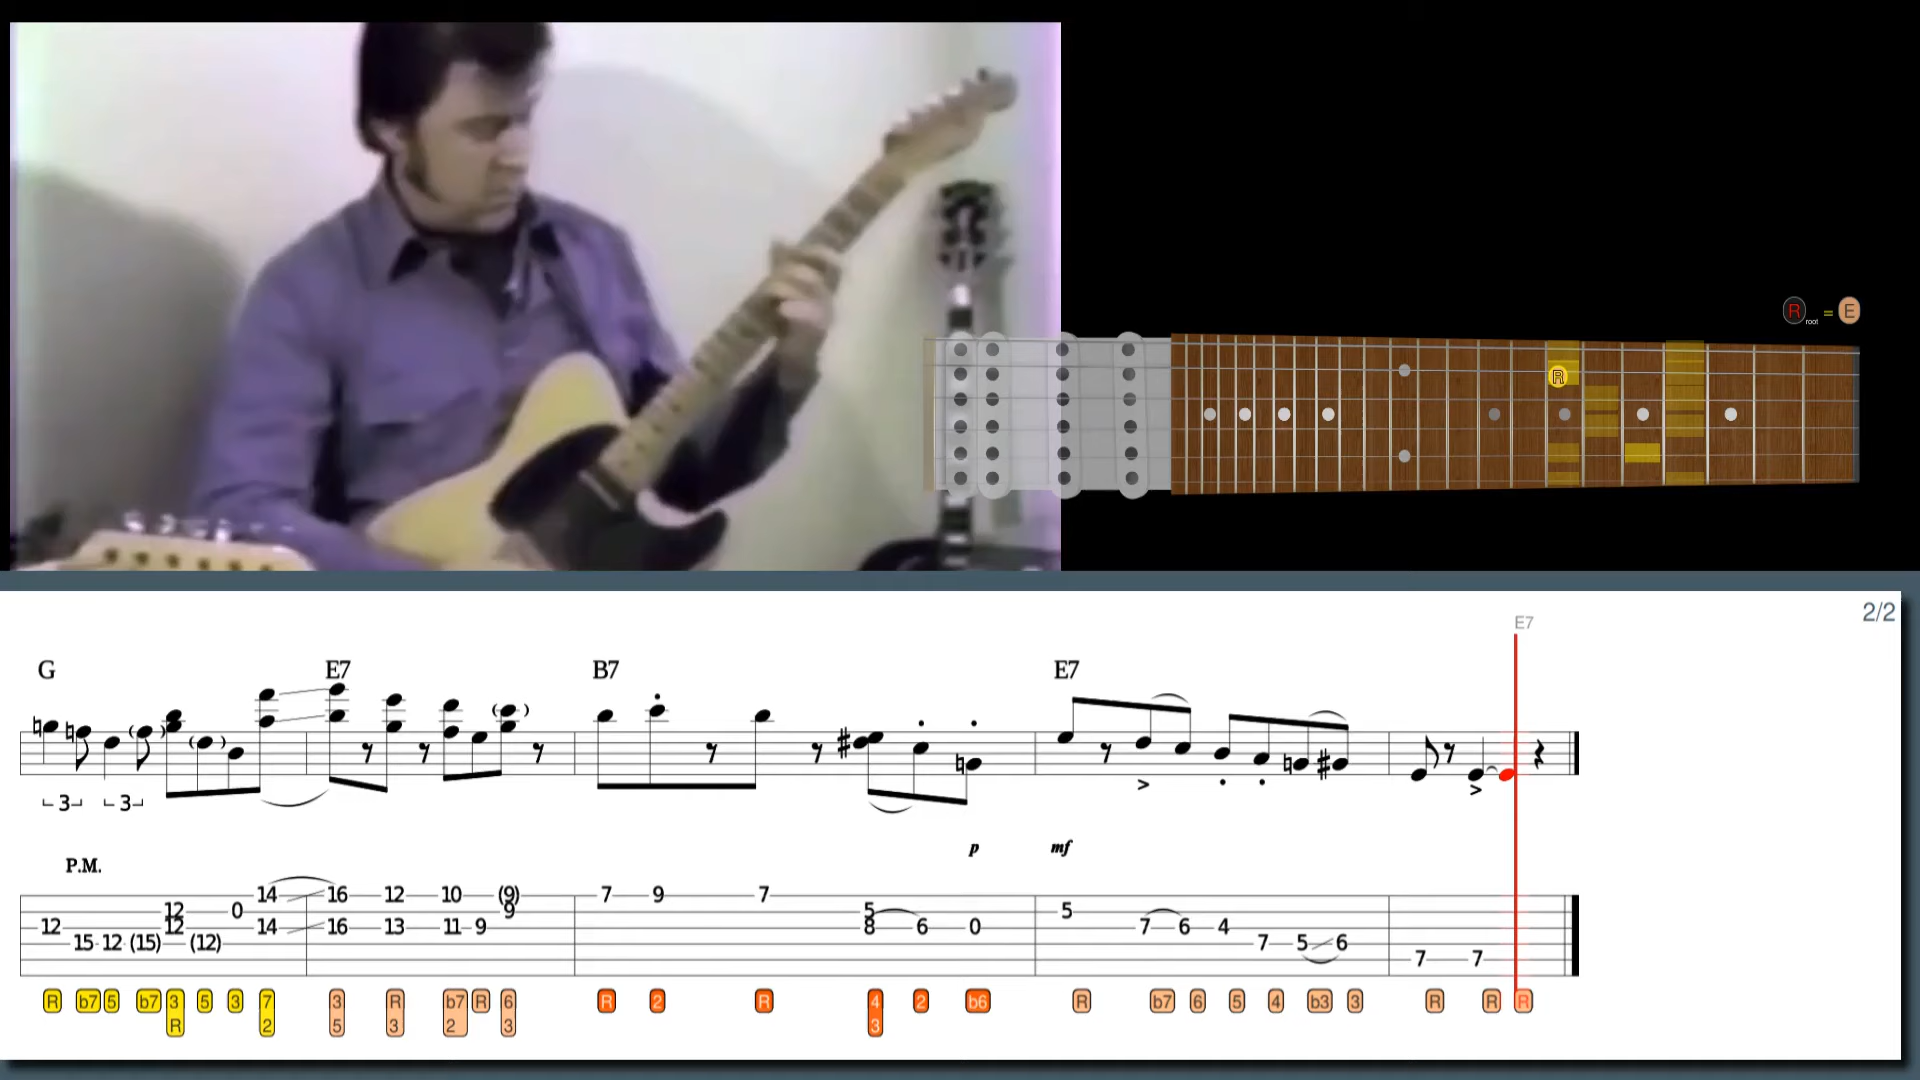 R root = E
R
2/2
E7
G E7 B7 E7
3 3
p mf
P.M.
14 16 12 10 (9) 7 9 7
12 0 9 5 5
12 12 14 16 13 11 9 8 6 0 7 6 4
15 12 (15) (12) 7 5 6
7 7
R b7 5 b7 3 5 3 7 3 R b7 R 6 R 2 R 4 2 b6 R b7 6 5 4 b3 3 R R R
R 2 5 3 2 3 3